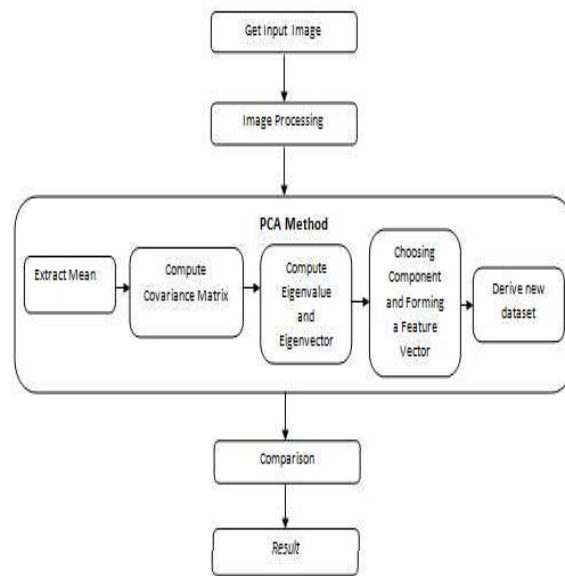 Get Input Image
Image Processing
PCA Method
Extract Mean
Compute
Covariance Matrix
Compute
Eigenvalue
and
Eigenvector
Choosing
Component
and Forming
a Feature
Vector
Derive new
dataset
Comparison
Result